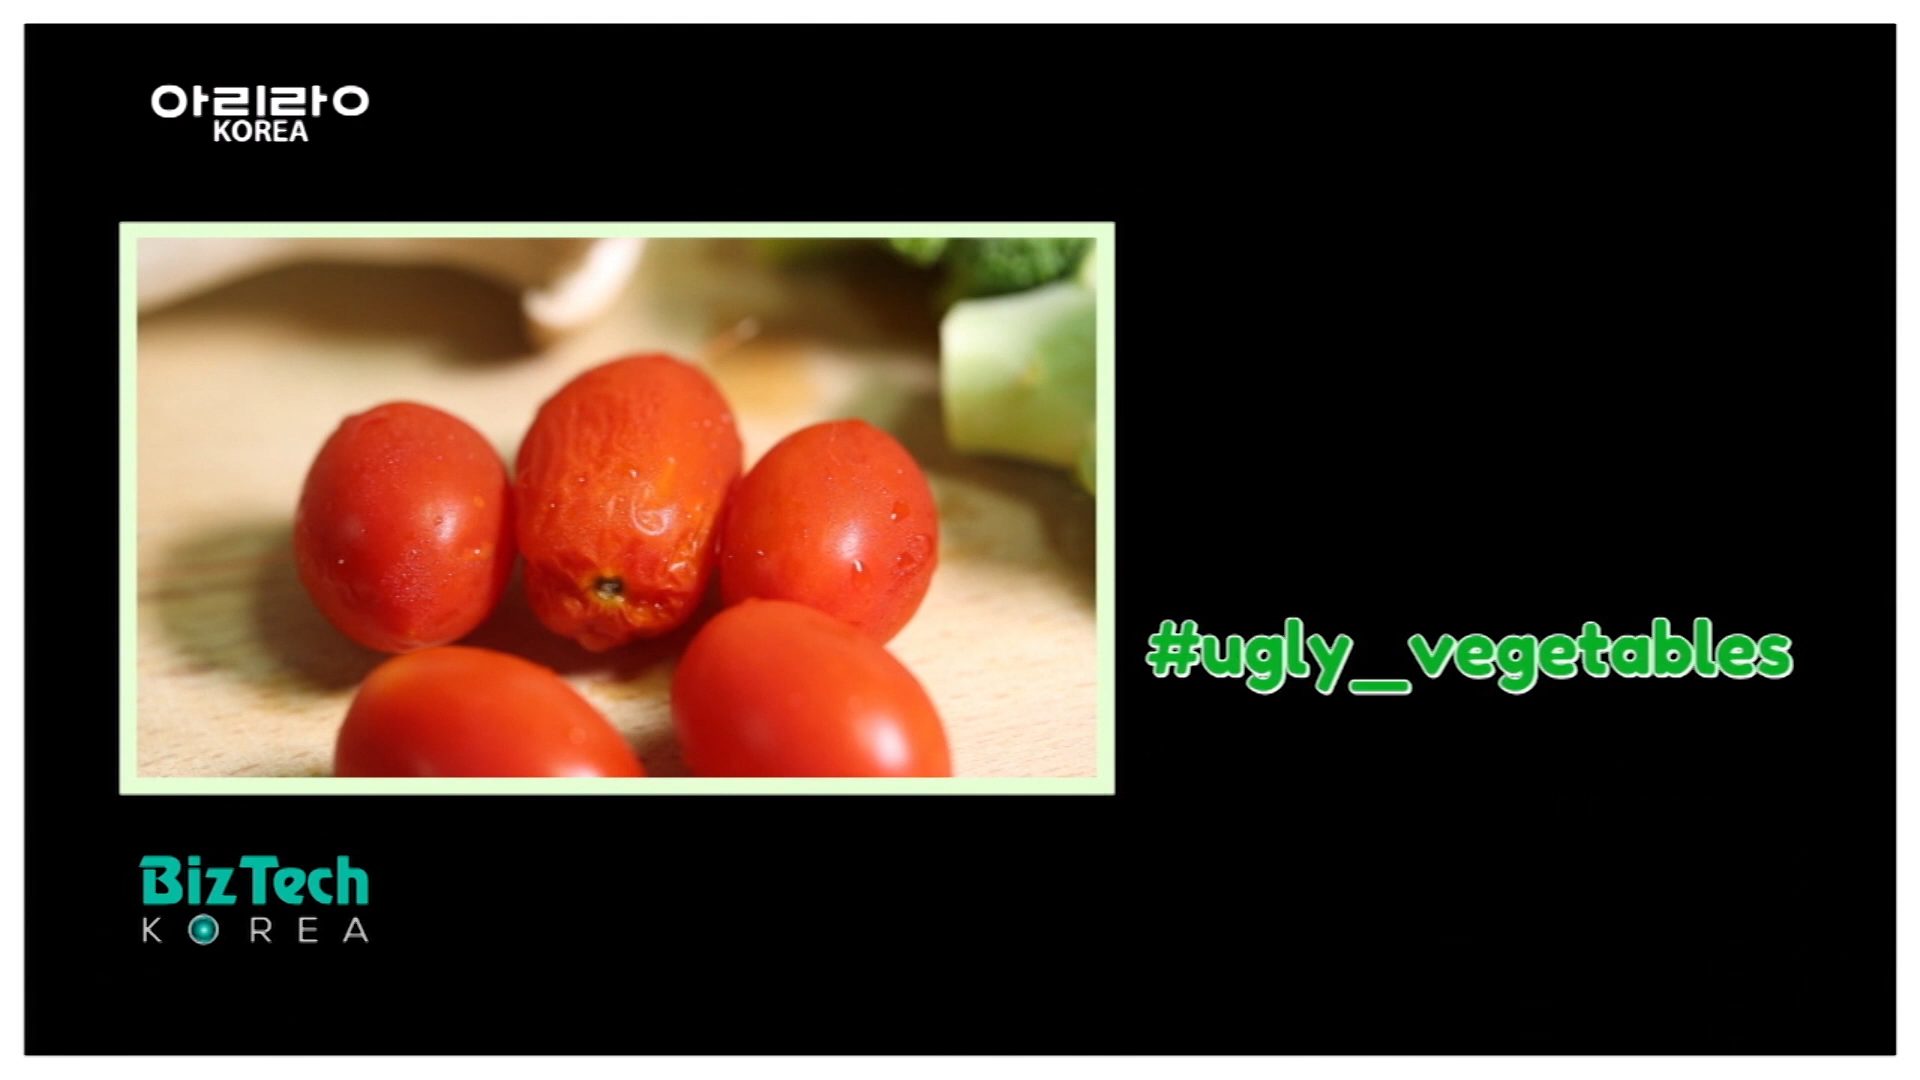 아리랑
KOREA
#ugly_vegetables
BizTech
KOREA